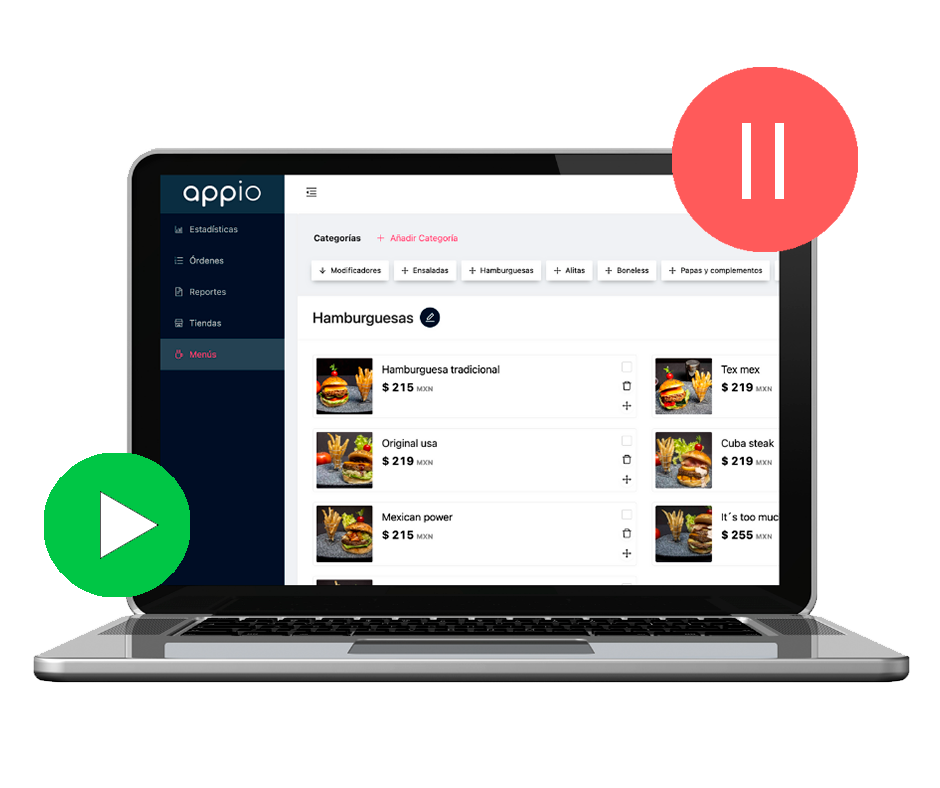 appio
Estadísticas
Órdenes
Reportes
Tiendas
Menús
Categorías + Añadir Categoría
Modificadores
Ensaladas
Hamburguesas
Alitas
Boneless
Papas y complementos
Hamburguesas
Hamburguesa tradicional
$ 215 MXN
Tex mex
$ 219 MXN
Original usa
$ 219 MXN
Cuba steak
$ 219 MXN
Mexican power
$ 215 MXN
It´s too muc
$ 255 MXN